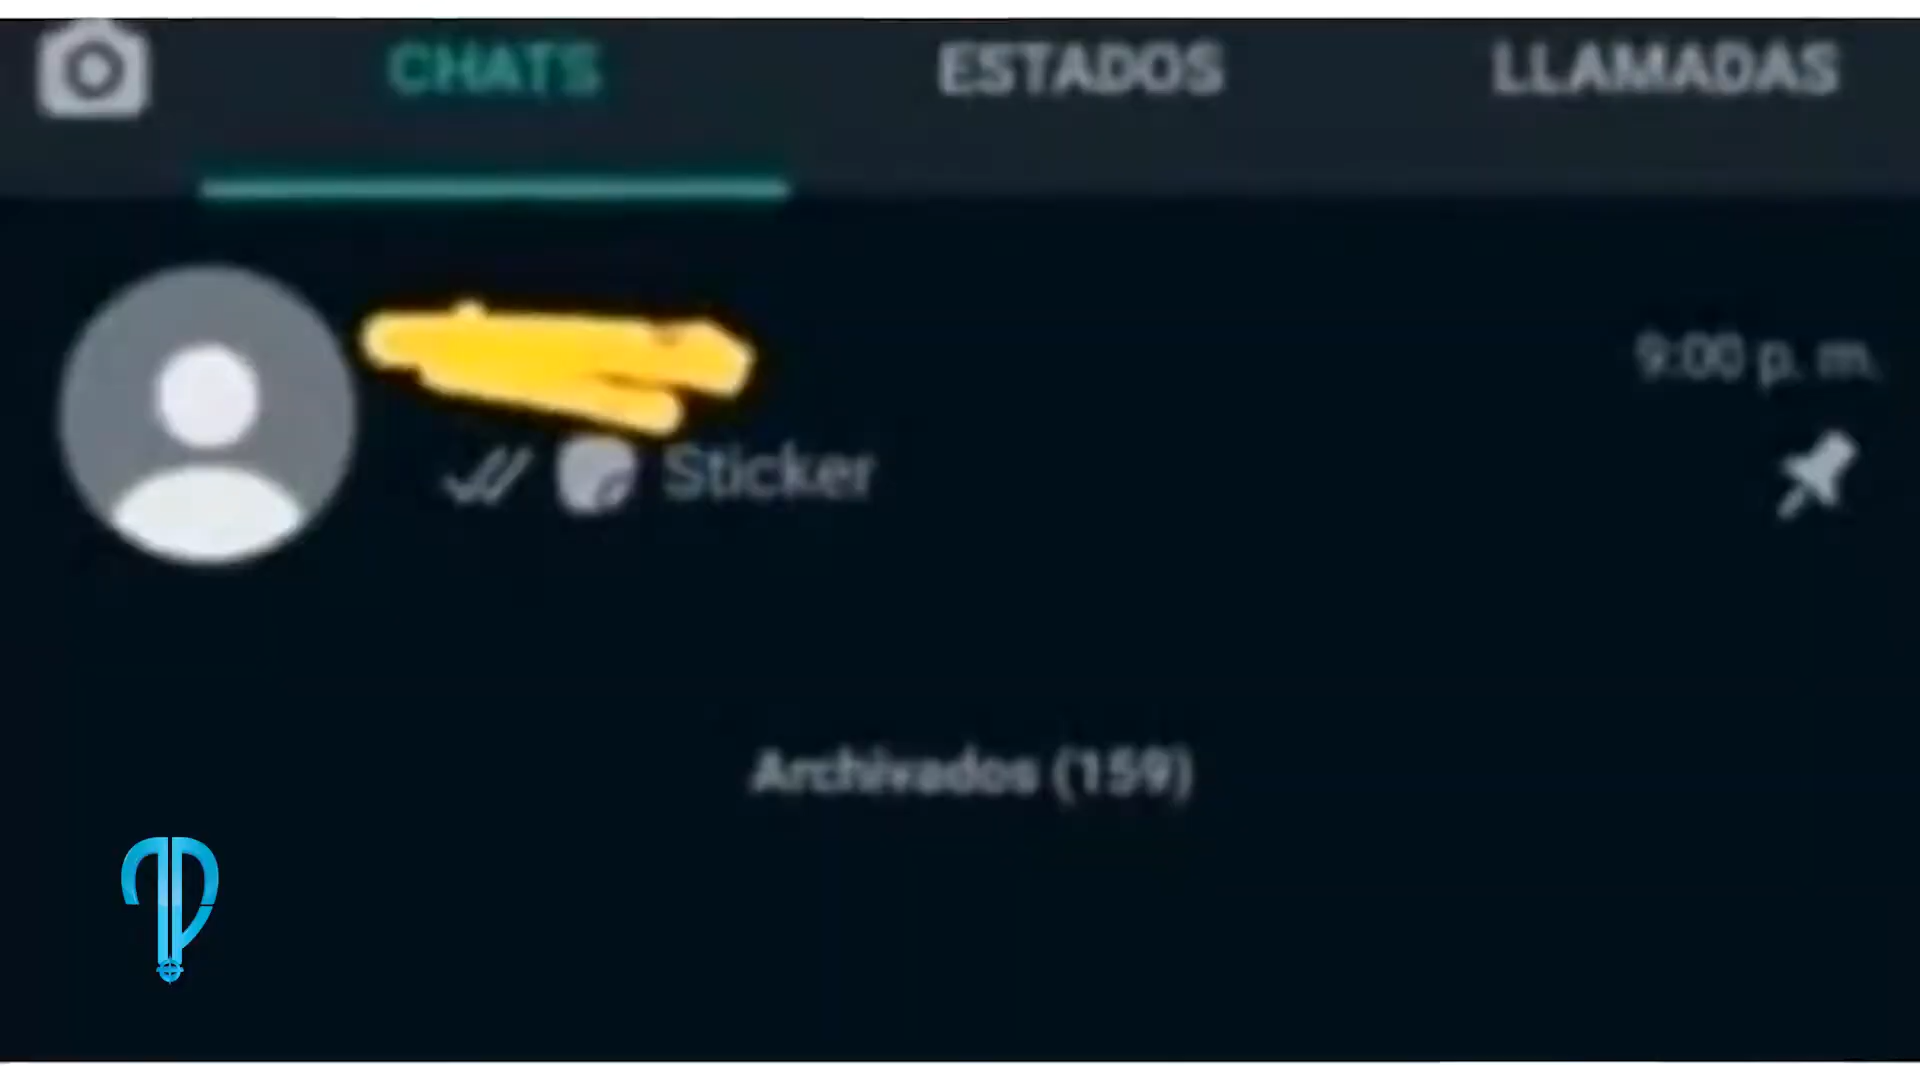 CHATS ESTADOS LLAMADAS
9:00 p. m.
Sticker
Archivados (159)